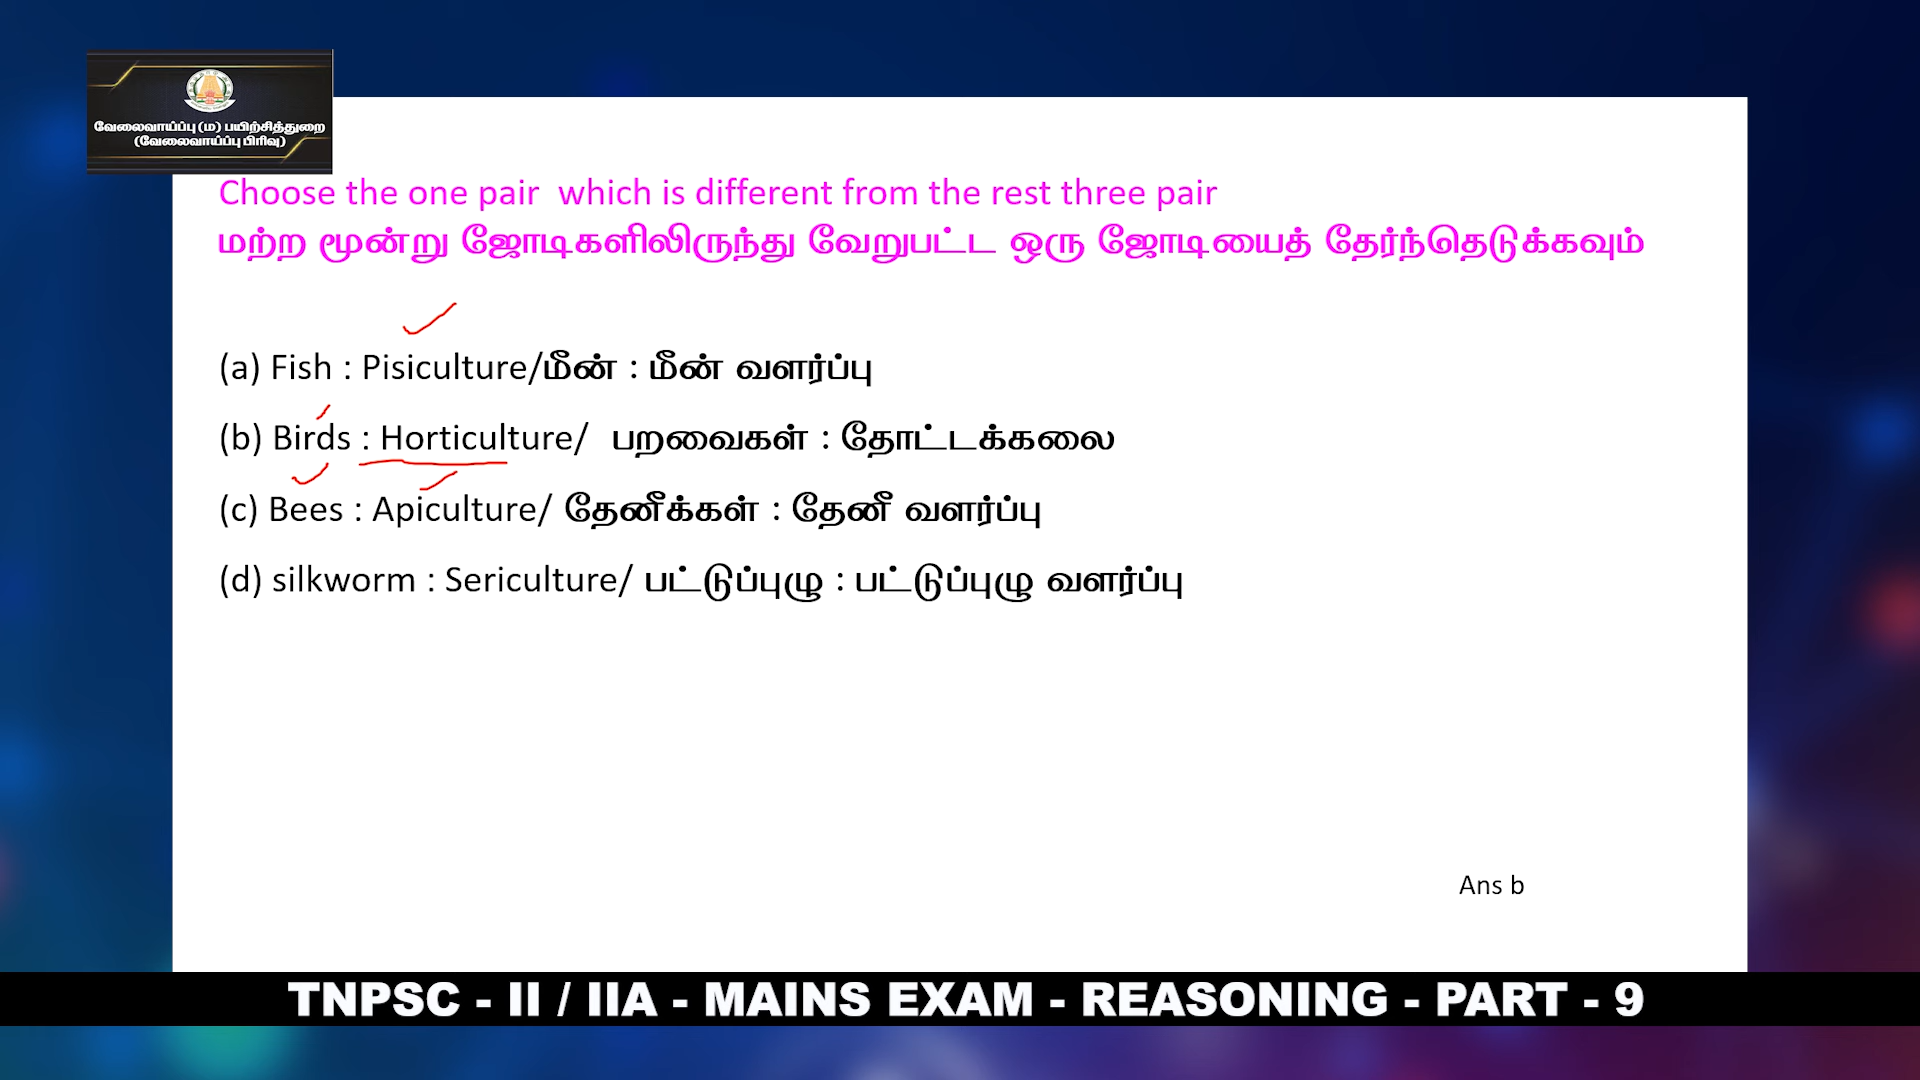 வேலைவாய்ப்பு (ம) பயிற்சித்துறை
(வேலைவாய்ப்பு பிரிவு)
Choose the one pair which is different from the rest three pair
மற்ற மூன்று ஜோடிகளிலிருந்து வேறுபட்ட ஒரு ஜோடியைத் தேர்ந்தெடுக்கவும்
(a) Fish : Pisiculture/மீன் : மீன் வளர்ப்பு
(b) Birds : Horticulture/ பறவைகள் : தோட்டக்கலை
(c) Bees : Apiculture/ தேனீக்கள் : தேனீ வளர்ப்பு
(d) silkworm : Sericulture/ பட்டுப்புழு : பட்டுப்புழு வளர்ப்பு
Ans b
TNPSC - II / IIA - MAINS EXAM - REASONING - PART - 9